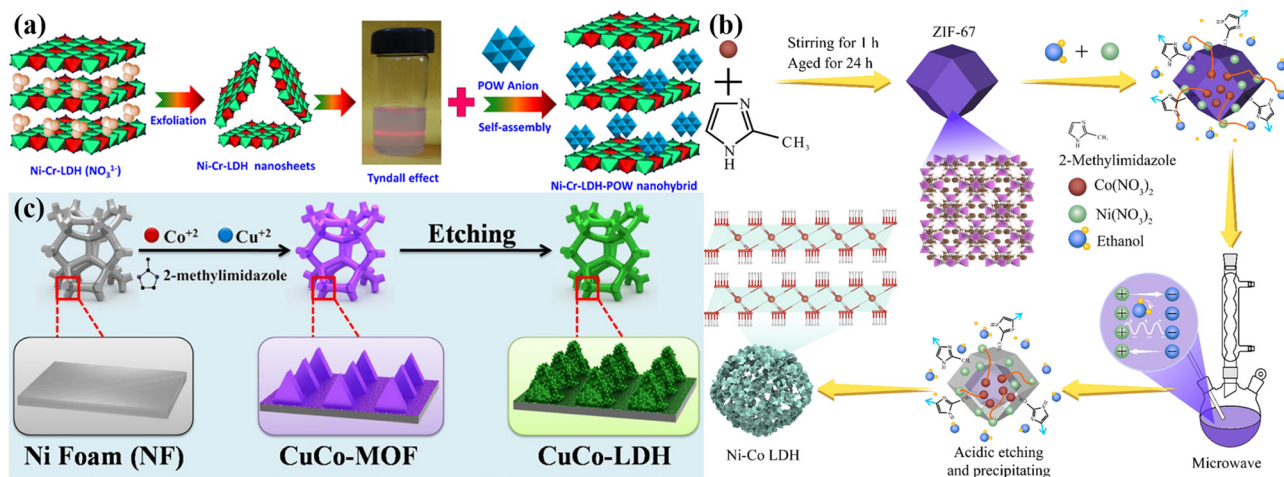 (a)
POW Anion
Exfoliation
Self-assembly
Ni-Cr-LDH (NO₃¹⁻)
Ni-Cr-LDH nanosheets
Tyndall effect
Ni-Cr-LDH-POW nanohybrid
(b)
Stirring for 1 h
Aged for 24 h
ZIF-67
N
CH₃
NH
2-Methylimidazole
Co(NO₃)₂
Ni(NO₃)₂
Ethanol
Microwave
Acidic etching
and precipitating
Ni-Co LDH
(c)
Co⁺² Cu⁺²
2-methylimidazole
Etching
Ni Foam (NF)
CuCo-MOF
CuCo-LDH